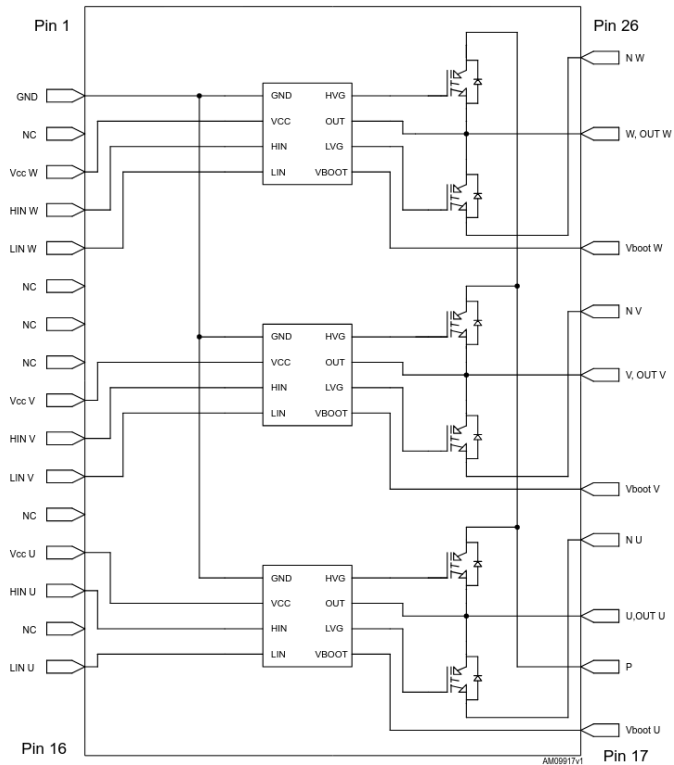 Pin 1
Pin 26
GND
NC
Vcc W
HIN W
LIN W
NC
NC
NC
Vcc V
HIN V
LIN V
NC
Vcc U
HIN U
NC
LIN U
Pin 16
GND HVG
VCC OUT
HIN LVG
LIN VBOOT
GND HVG
VCC OUT
HIN LVG
LIN VBOOT
GND HVG
VCC OUT
HIN LVG
LIN VBOOT
N W
W, OUT W
Vboot W
N V
V, OUT V
Vboot V
N U
U,OUT U
P
Vboot U
AM09917v1
Pin 17